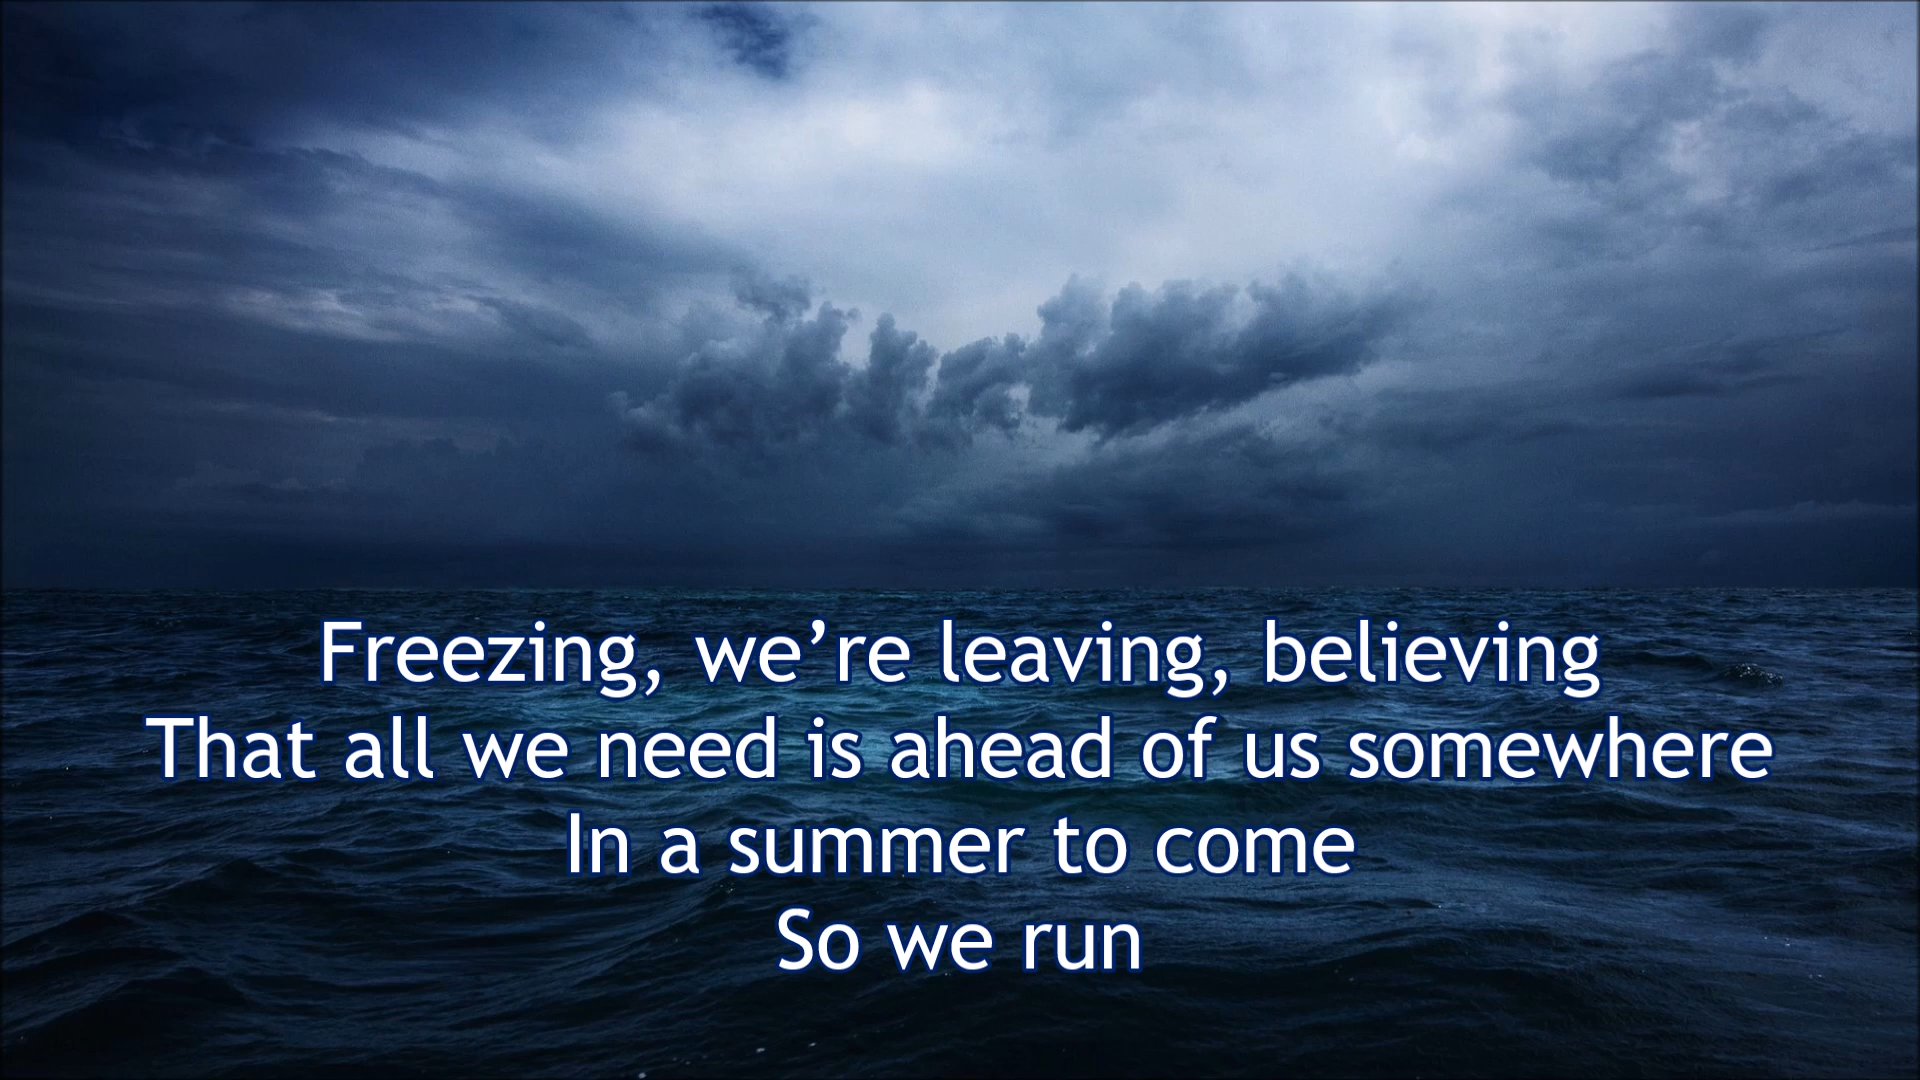 Freezing, we’re leaving, believing
That all we need is ahead of us somewhere
In a summer to come
So we run